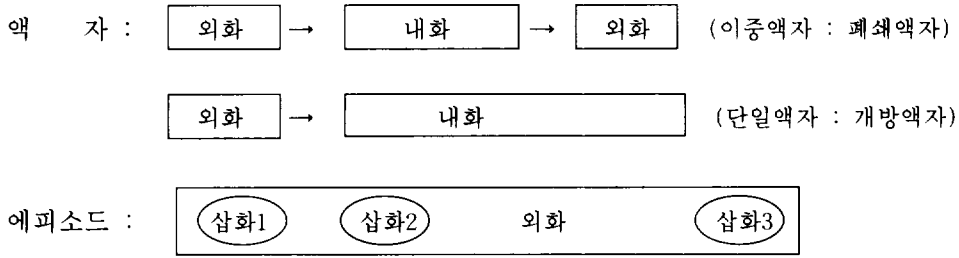 액 자 : 외화 → 내화 → 외화 (이중액자 : 폐쇄액자)
외화 → 내화 (단일액자 : 개방액자)
에피소드 : 삽화1 삽화2 외화 삽화3